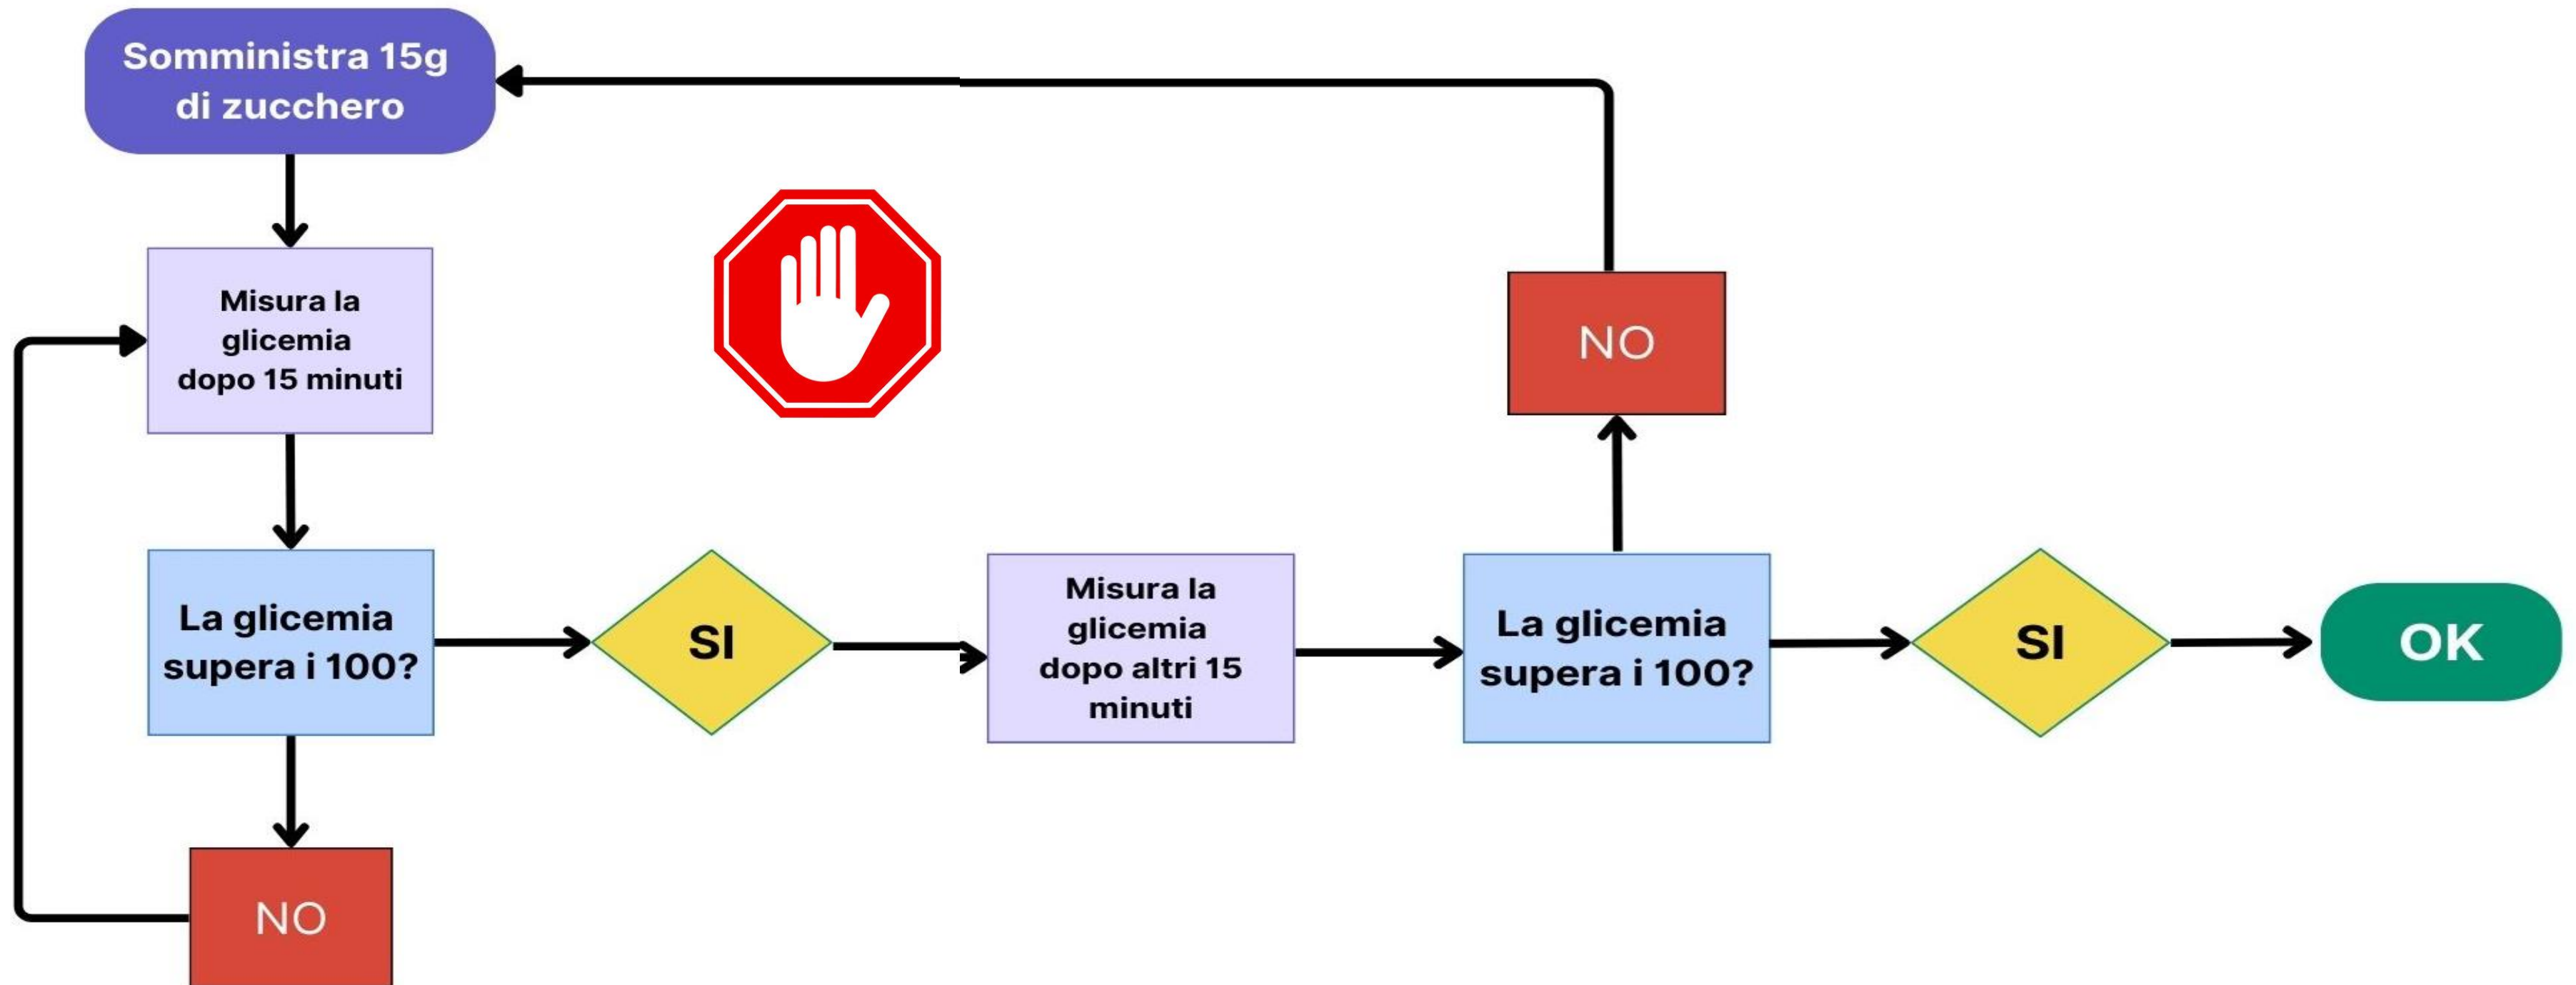 Somministra 15g
di zucchero
Misura la
glicemia
dopo 15 minuti
La glicemia
supera i 100?
NO
SI
Misura la
glicemia
dopo altri 15
minuti
La glicemia
supera i 100?
NO
SI
OK